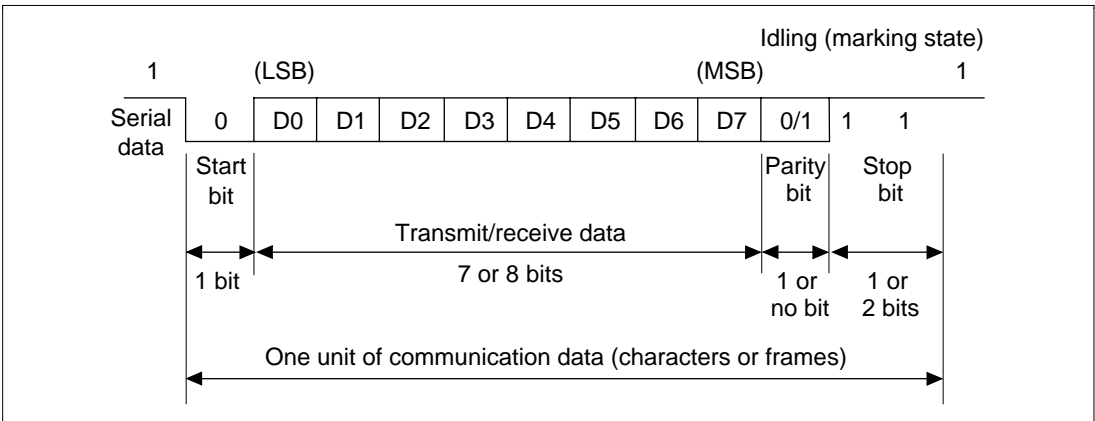 Idling (marking state)
1 (LSB) (MSB) 1
Serial data
0 D0 D1 D2 D3 D4 D5 D6 D7 0/1 1 1
Start
bit
Parity
bit
Stop
bit
Transmit/receive data
1 bit
7 or 8 bits
1 or
no bit
1 or
2 bits
One unit of communication data (characters or frames)